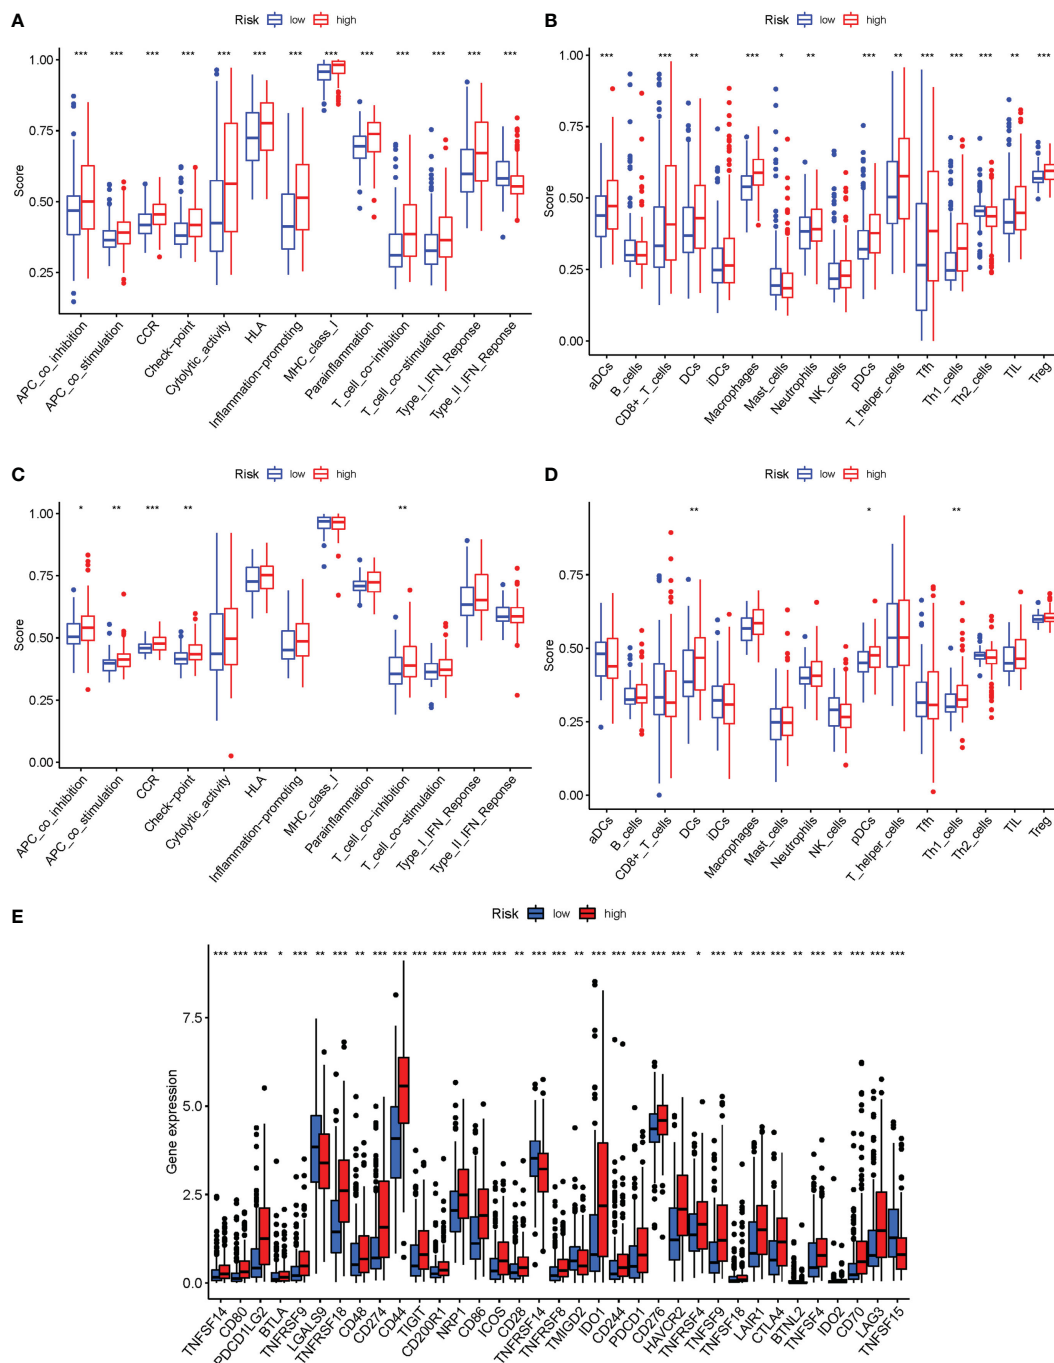 A
Risk low high
*** *** *** *** *** *** *** *** *** *** *** *** ***
Score
1.00
0.75
0.50
0.25
APC_co_inhibition
APC_co_stimulation
CCR
Check-point
Cytolytic_activity
HLA
Inflammation-promoting
MHC_class_I
Parainflammation
T_cell_co-inhibition
T_cell_co-stimulation
Type_I_IFN_Reponse
Type_II_IFN_Reponse
B
Risk low high
*** *** ** *** * ** *** ** *** *** *** ** ***
Score
1.00
0.75
0.50
0.25
0.00
aDCs
B_cells
CD8+_T_cells
DCs
iDCs
Macrophages
Mast_cells
Neutrophils
NK_cells
pDCs
T_helper_cells
Tfh
Th1_cells
Th2_cells
TIL
Treg
C
Risk low high
* ** *** ** **
Score
1.00
0.75
0.50
0.25
0.00
APC_co_inhibition
APC_co_stimulation
CCR
Check-point
Cytolytic_activity
HLA
Inflammation-promoting
MHC_class_I
Parainflammation
T_cell_co-inhibition
T_cell_co-stimulation
Type_I_IFN_Reponse
Type_II_IFN_Reponse
D
Risk low high
** * **
Score
0.75
0.50
0.25
0.00
aDCs
B_cells
CD8+_T_cells
DCs
iDCs
Macrophages
Mast_cells
Neutrophils
NK_cells
pDCs
T_helper_cells
Tfh
Th1_cells
Th2_cells
TIL
Treg
E
Risk low high
*** *** *** * *** ** *** ** *** *** *** *** *** *** *** ** *** *** ** *** *** *** *** *** * *** ** *** *** ** *** ** *** *** ***
Gene expression
7.5
5.0
2.5
0.0
TNFSF14
CD80
PDCD1LG2
BTLA
TNFRSF9
LGALS9
TNFRSF18
CD48
CD274
CD44
TIGIT
CD200R1
NRP1
CD86
ICOS
CD28
TNFRSF14
TNFRSF8
TMIGD2
IDO1
CD244
PDCD1
CD276
HAVCR2
TNFRSF4
TNFSF9
TNFSF18
LAIR1
CTLA4
BTNL2
TNFSF4
IDO2
CD70
LAG3
TNFSF15